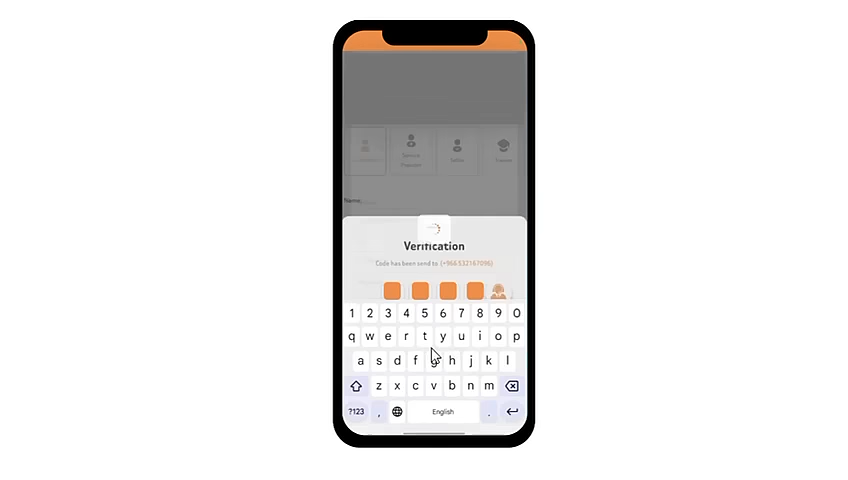 Name
Verification
Code has been send to (+966 532167096)
1 2 3 4 5 6 7 8 9 0
q w e r t y u i o p
a s d f g h j k l
z x c v b n m
?123 , English .